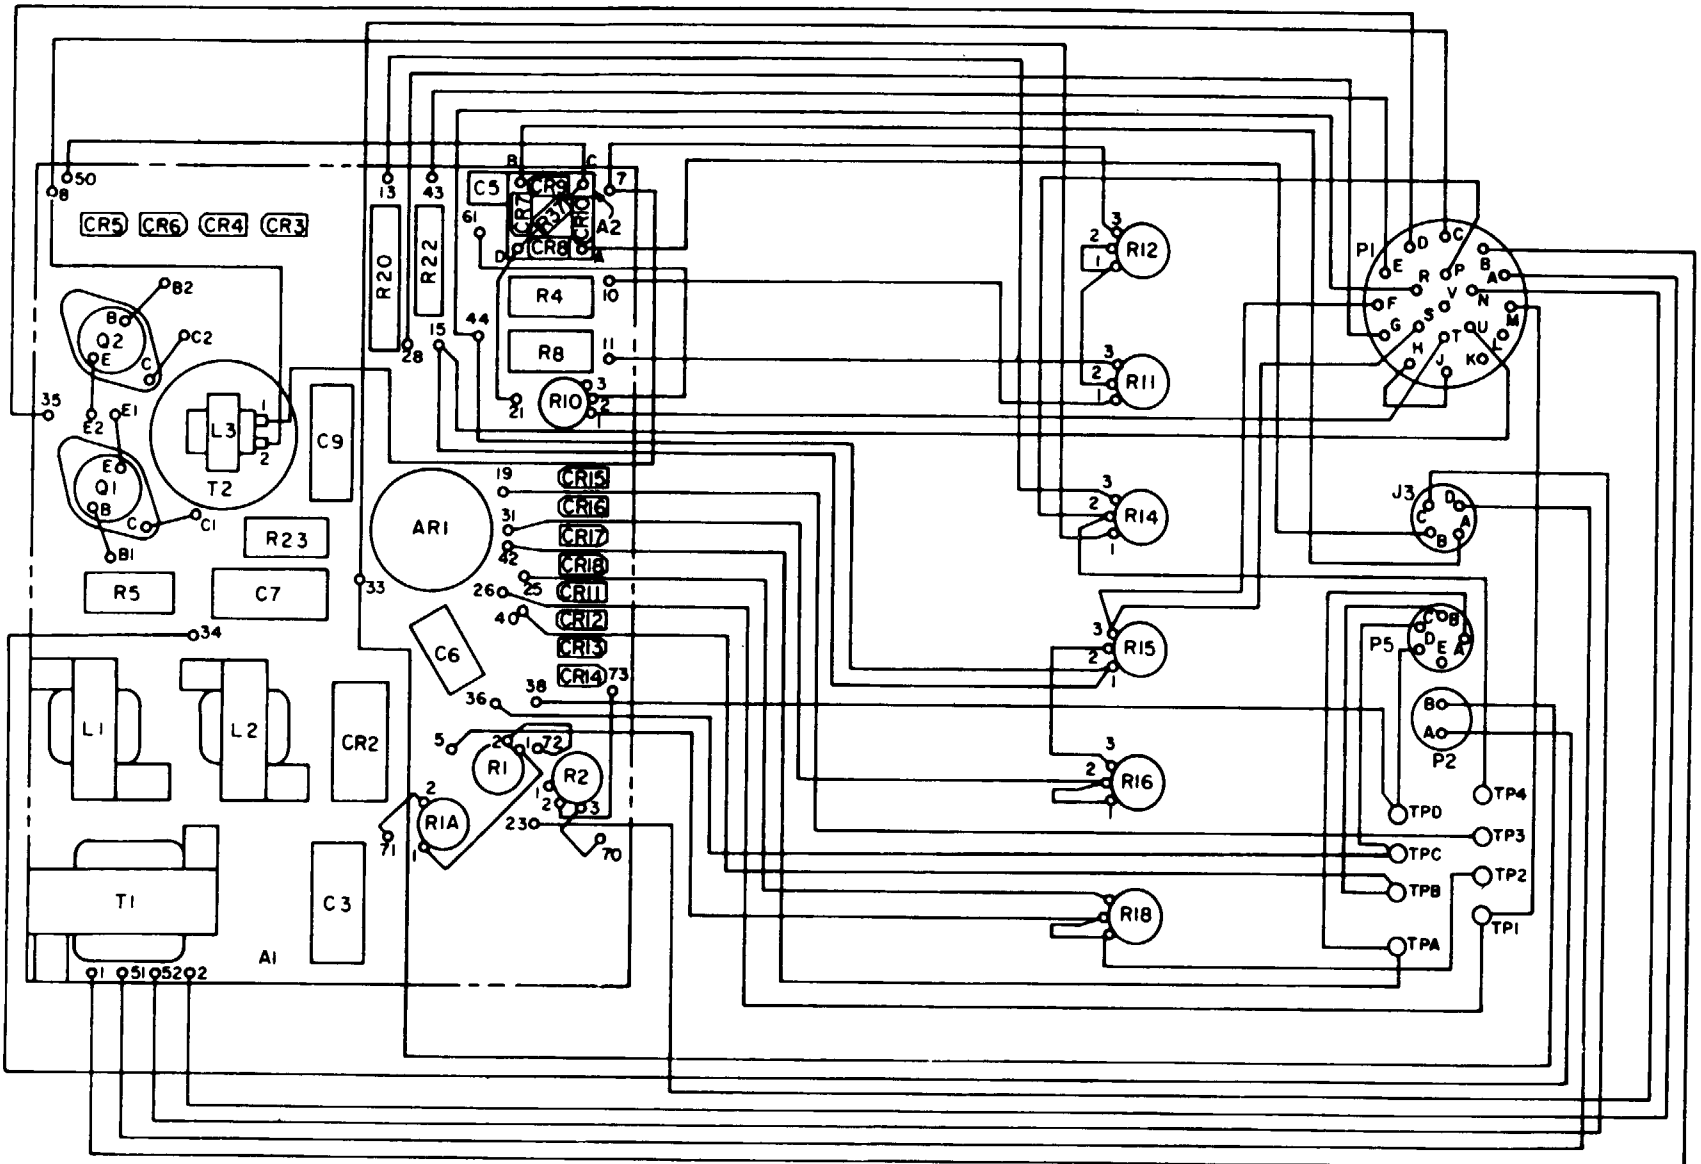 50
8
CR5 CR6 CR4 CR3
13
43
R20
R22
28
15
44
C5
61
B
C
CR9
CR7
R37
CR10
CR8
D
A
A2
7
R4
10
R8
11
R10
3
2
1
21
B2
B
Q2
E
C
C2
35
E2
E1
E
Q1
B
C
C1
B1
L3
1
2
T2
C9
R23
R5
C7
33
34
AR1
19
31
42
25
26
4
CR15
CR16
CR17
CR18
CR11
CR12
CR13
CR14
73
C6
36
38
L1
L2
CR2
5
2
1
72
R1
R2
1
2
3
2
R1A
1
71
23
70
T1
C3
A1
1
51
52
2
3
2
1
R12
3
2
1
R11
3
2
1
R14
3
2
1
R15
3
2
1
R16
R18
P1
D
C
B
A
E
P
R
V
N
F
S
M
G
T
U
L
H
J
K
J3
D
C
A
B
P5
C
B
D
E
A
B
A
P2
TP4
TPD
TP3
TPC
TP2
TPB
TP1
TPA